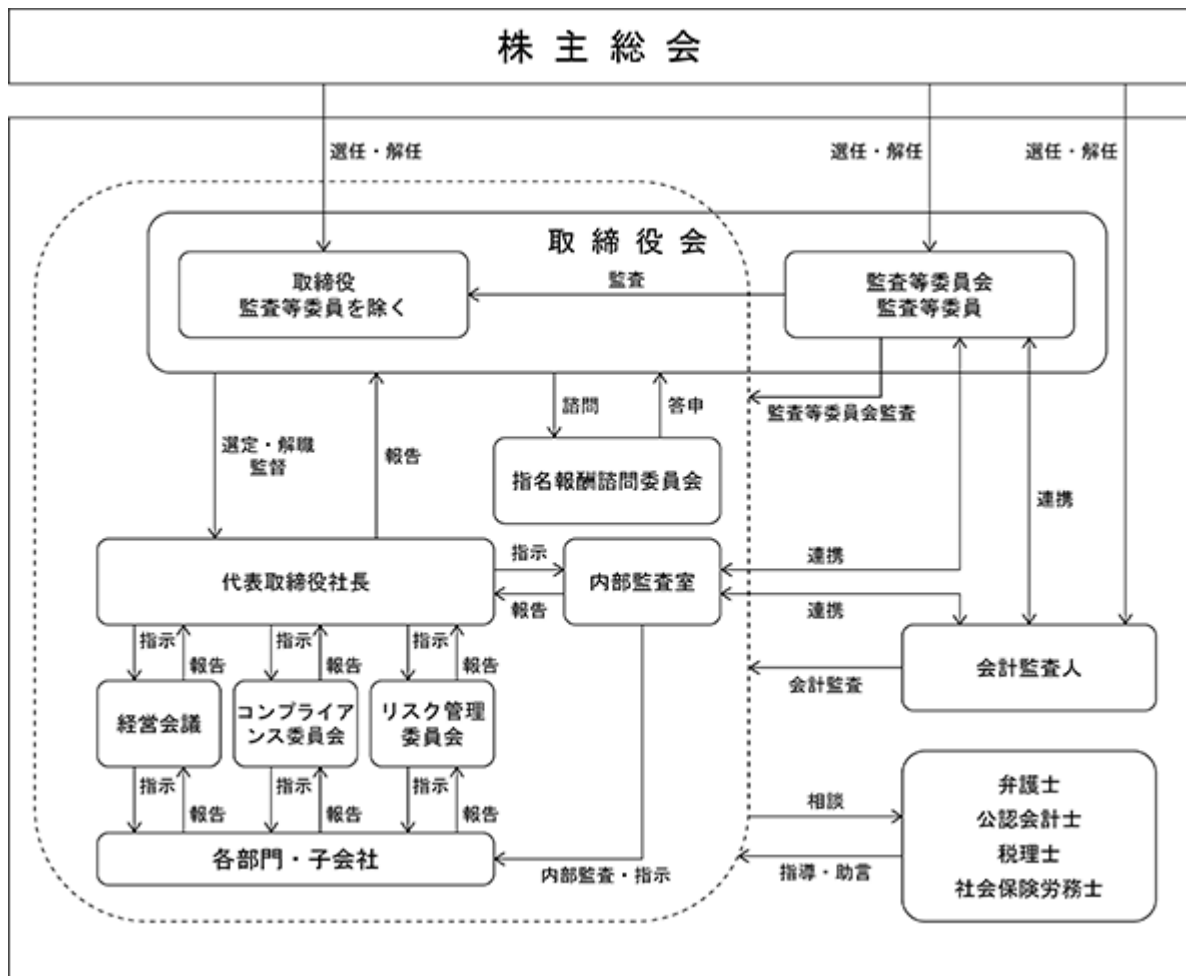 株主総会
選任・解任
選任・解任
選任・解任
取締役会
取締役
監査等委員を除く
監査
監査等委員会
監査等委員
諮問
答申
監査等委員会監査
選定・解職
監督
報告
指名報酬諮問委員会
連携
代表取締役社長
指示
報告
内部監査室
連携
連携
指示
報告
指示
報告
指示
報告
会計監査人
会計監査
経営会議
コンプライア
ンス委員会
リスク管理
委員会
指示
報告
指示
報告
指示
報告
各部門・子会社
内部監査・指示
相談
指導・助言
弁護士
公認会計士
税理士
社会保険労務士